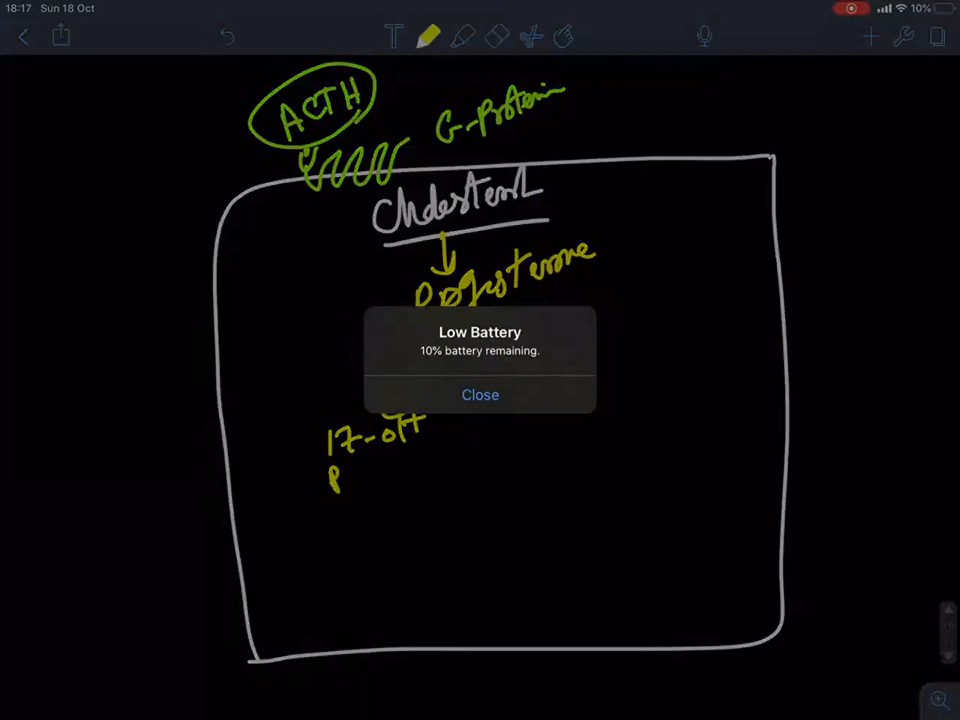 18:17 Sun 18 Oct 10%
ACTH
G-Protein
Cholesterol
Progesterone
Low Battery
10% battery remaining.
Close
17-OH
P